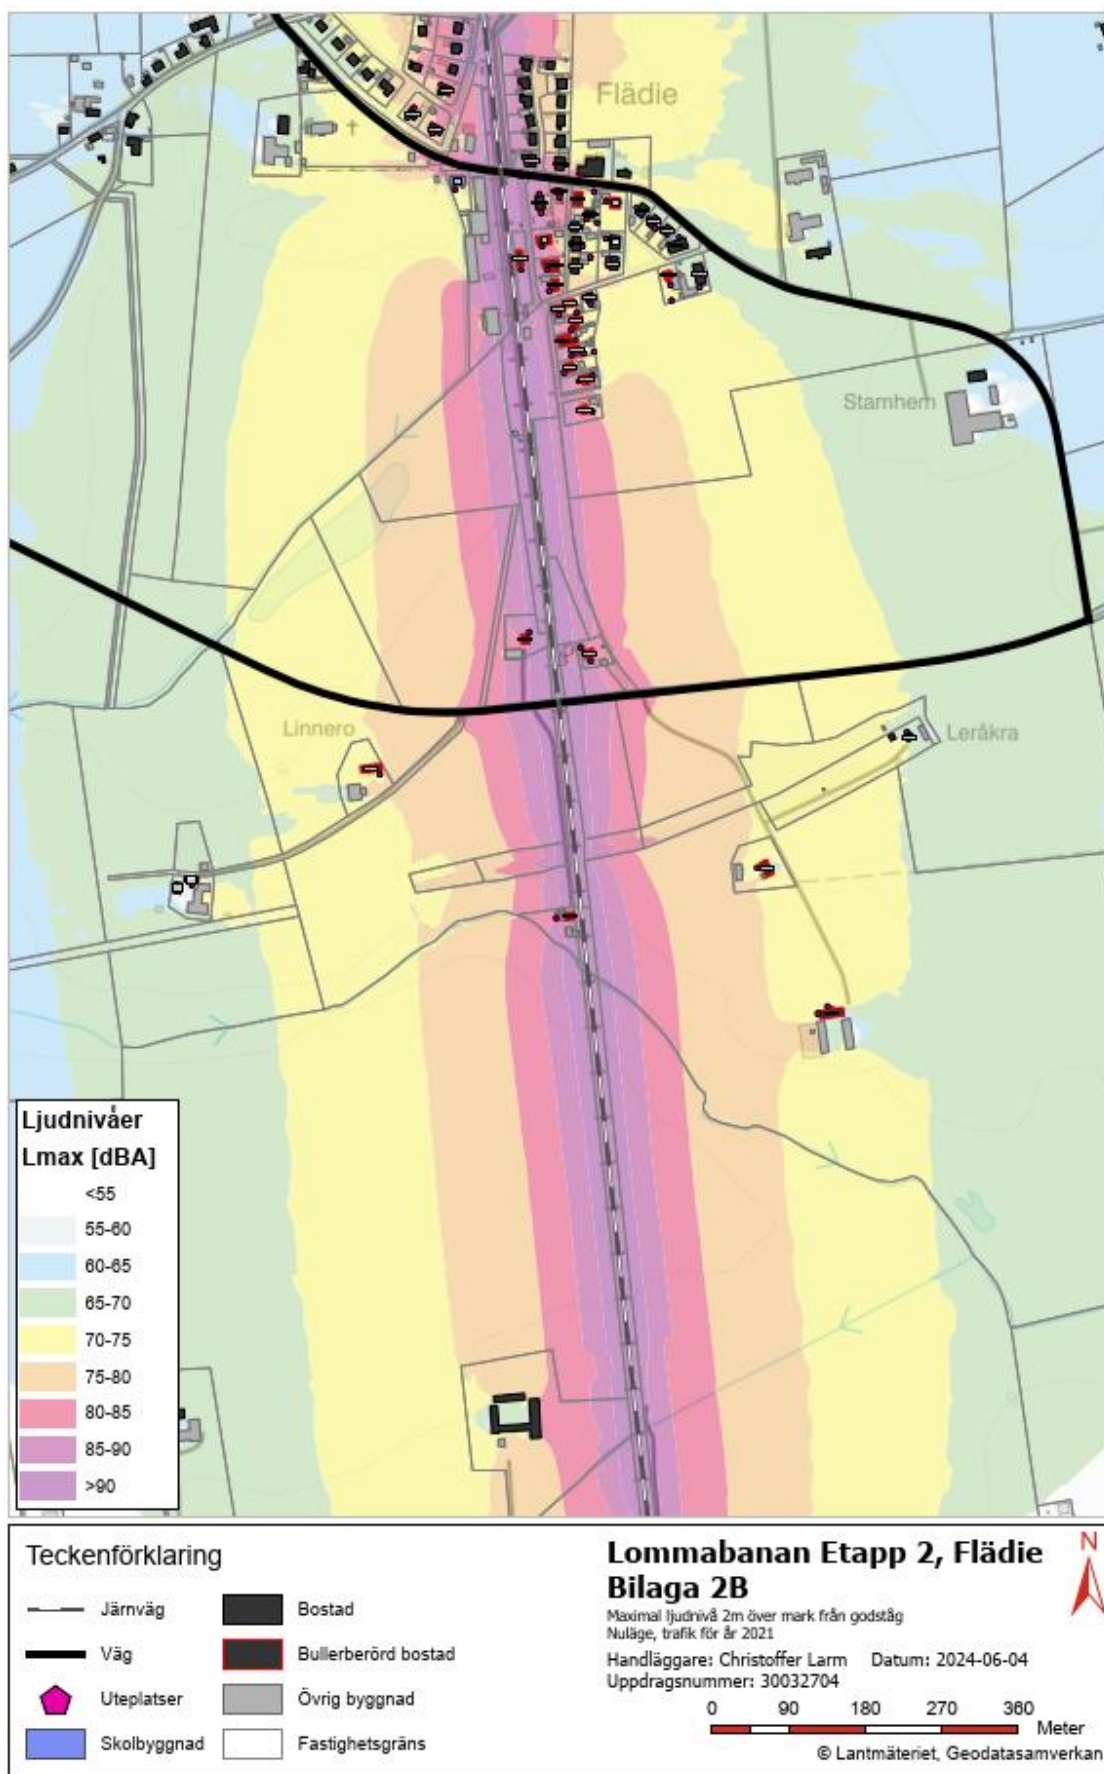 Flädie
Stamhem
Linnero
Leråkra
Ljudnivåer
Lmax [dBA]
<55
55-60
60-65
65-70
70-75
75-80
80-85
85-90
>90
Teckenförklaring
Järnväg
Väg
Uteplatser
Skolbyggnad
Bostad
Bullerberörd bostad
Övrig byggnad
Fastighetsgräns
Lommabanan Etapp 2, Flädie
Bilaga 2B
Maximal ljudnivå 2m över mark från godståg
Nuläge, trafik för år 2021
Handläggare: Christoffer Larm Datum: 2024-06-04
Uppdragsnummer: 30032704
N
0 90 180 270 360
Meter
© Lantmäteriet, Geodatasamverkan